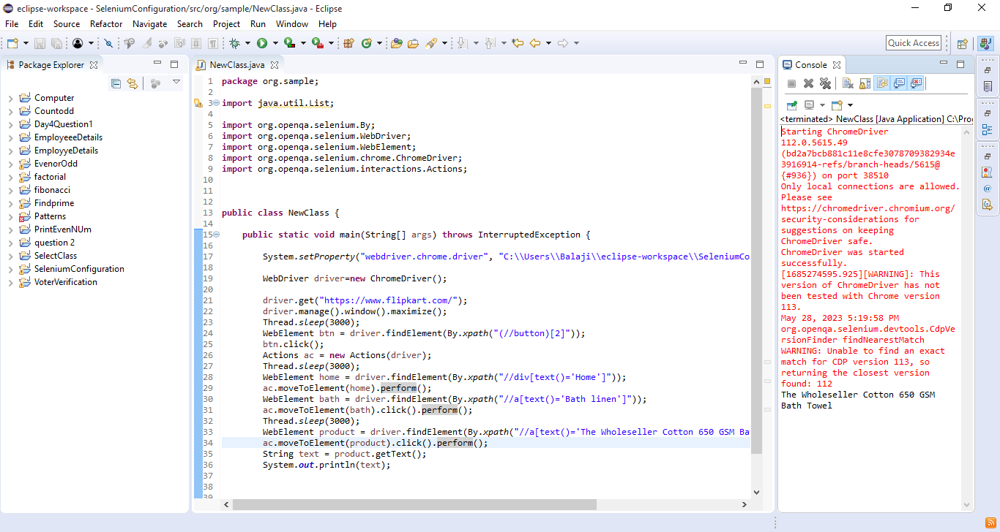 eclipse-workspace - SeleniumConfiguration/src/org/sample/NewClass.java - Eclipse
File Edit Source Refactor Navigate Search Project Run Window Help
Quick Access
Package Explorer
Computer
Countodd
Day4Question1
EmployeeeDetails
EmployyeDetails
EvenorOdd
factorial
fibonacci
Findprime
Patterns
PrintEvenNUm
question 2
SelectClass
SeleniumConfiguration
VoterVerification
NewClass.java
1 package org.sample;
2
3 import java.util.List;
4
5 import org.openqa.selenium.By;
6 import org.openqa.selenium.WebDriver;
7 import org.openqa.selenium.WebElement;
8 import org.openqa.selenium.chrome.ChromeDriver;
9 import org.openqa.selenium.interactions.Actions;
10
11
12
13 public class NewClass {
14
15 public static void main(String[] args) throws InterruptedException {
16
17 System.setProperty("webdriver.chrome.driver", "C:\\Users\\Balaji\\eclipse-workspace\\SeleniumCo
18
19 WebDriver driver=new ChromeDriver();
20
21 driver.get("https://www.flipkart.com/");
22 driver.manage().window().maximize();
23 Thread.sleep(3000);
24 WebElement btn = driver.findElement(By.xpath("(//button)[2]"));
25 btn.click();
26 Actions ac = new Actions(driver);
27 Thread.sleep(3000);
28 WebElement home = driver.findElement(By.xpath("//div[text()='Home']"));
29 ac.moveToElement(home).perform();
30 WebElement bath = driver.findElement(By.xpath("//a[text()='Bath linen']"));
31 ac.moveToElement(bath).click().perform();
32 Thread.sleep(3000);
33 WebElement product = driver.findElement(By.xpath("//a[text()='The Wholeseller Cotton 650 GSM Ba
34 ac.moveToElement(product).click().perform();
35 String text = product.getText();
36 System.out.println(text);
37
38
39
Console
<terminated> NewClass [Java Application] C:\Pro
Starting ChromeDriver
112.0.5615.49
(bd2a7bcb881c11e8cfe3078709382934e
3916914-refs/branch-heads/5615@
{#936}) on port 38510
Only local connections are allowed.
Please see
https://chromedriver.chromium.org/
security-considerations for
suggestions on keeping
ChromeDriver safe.
ChromeDriver was started
successfully.
[1685274595.925][WARNING]: This
version of ChromeDriver has not
been tested with Chrome version
113.
May 28, 2023 5:19:58 PM
org.openqa.selenium.devtools.CdpVe
rsionFinder findNearestMatch
WARNING: Unable to find an exact
match for CDP version 113, so
returning the closest version
found: 112
The Wholeseller Cotton 650 GSM
Bath Towel